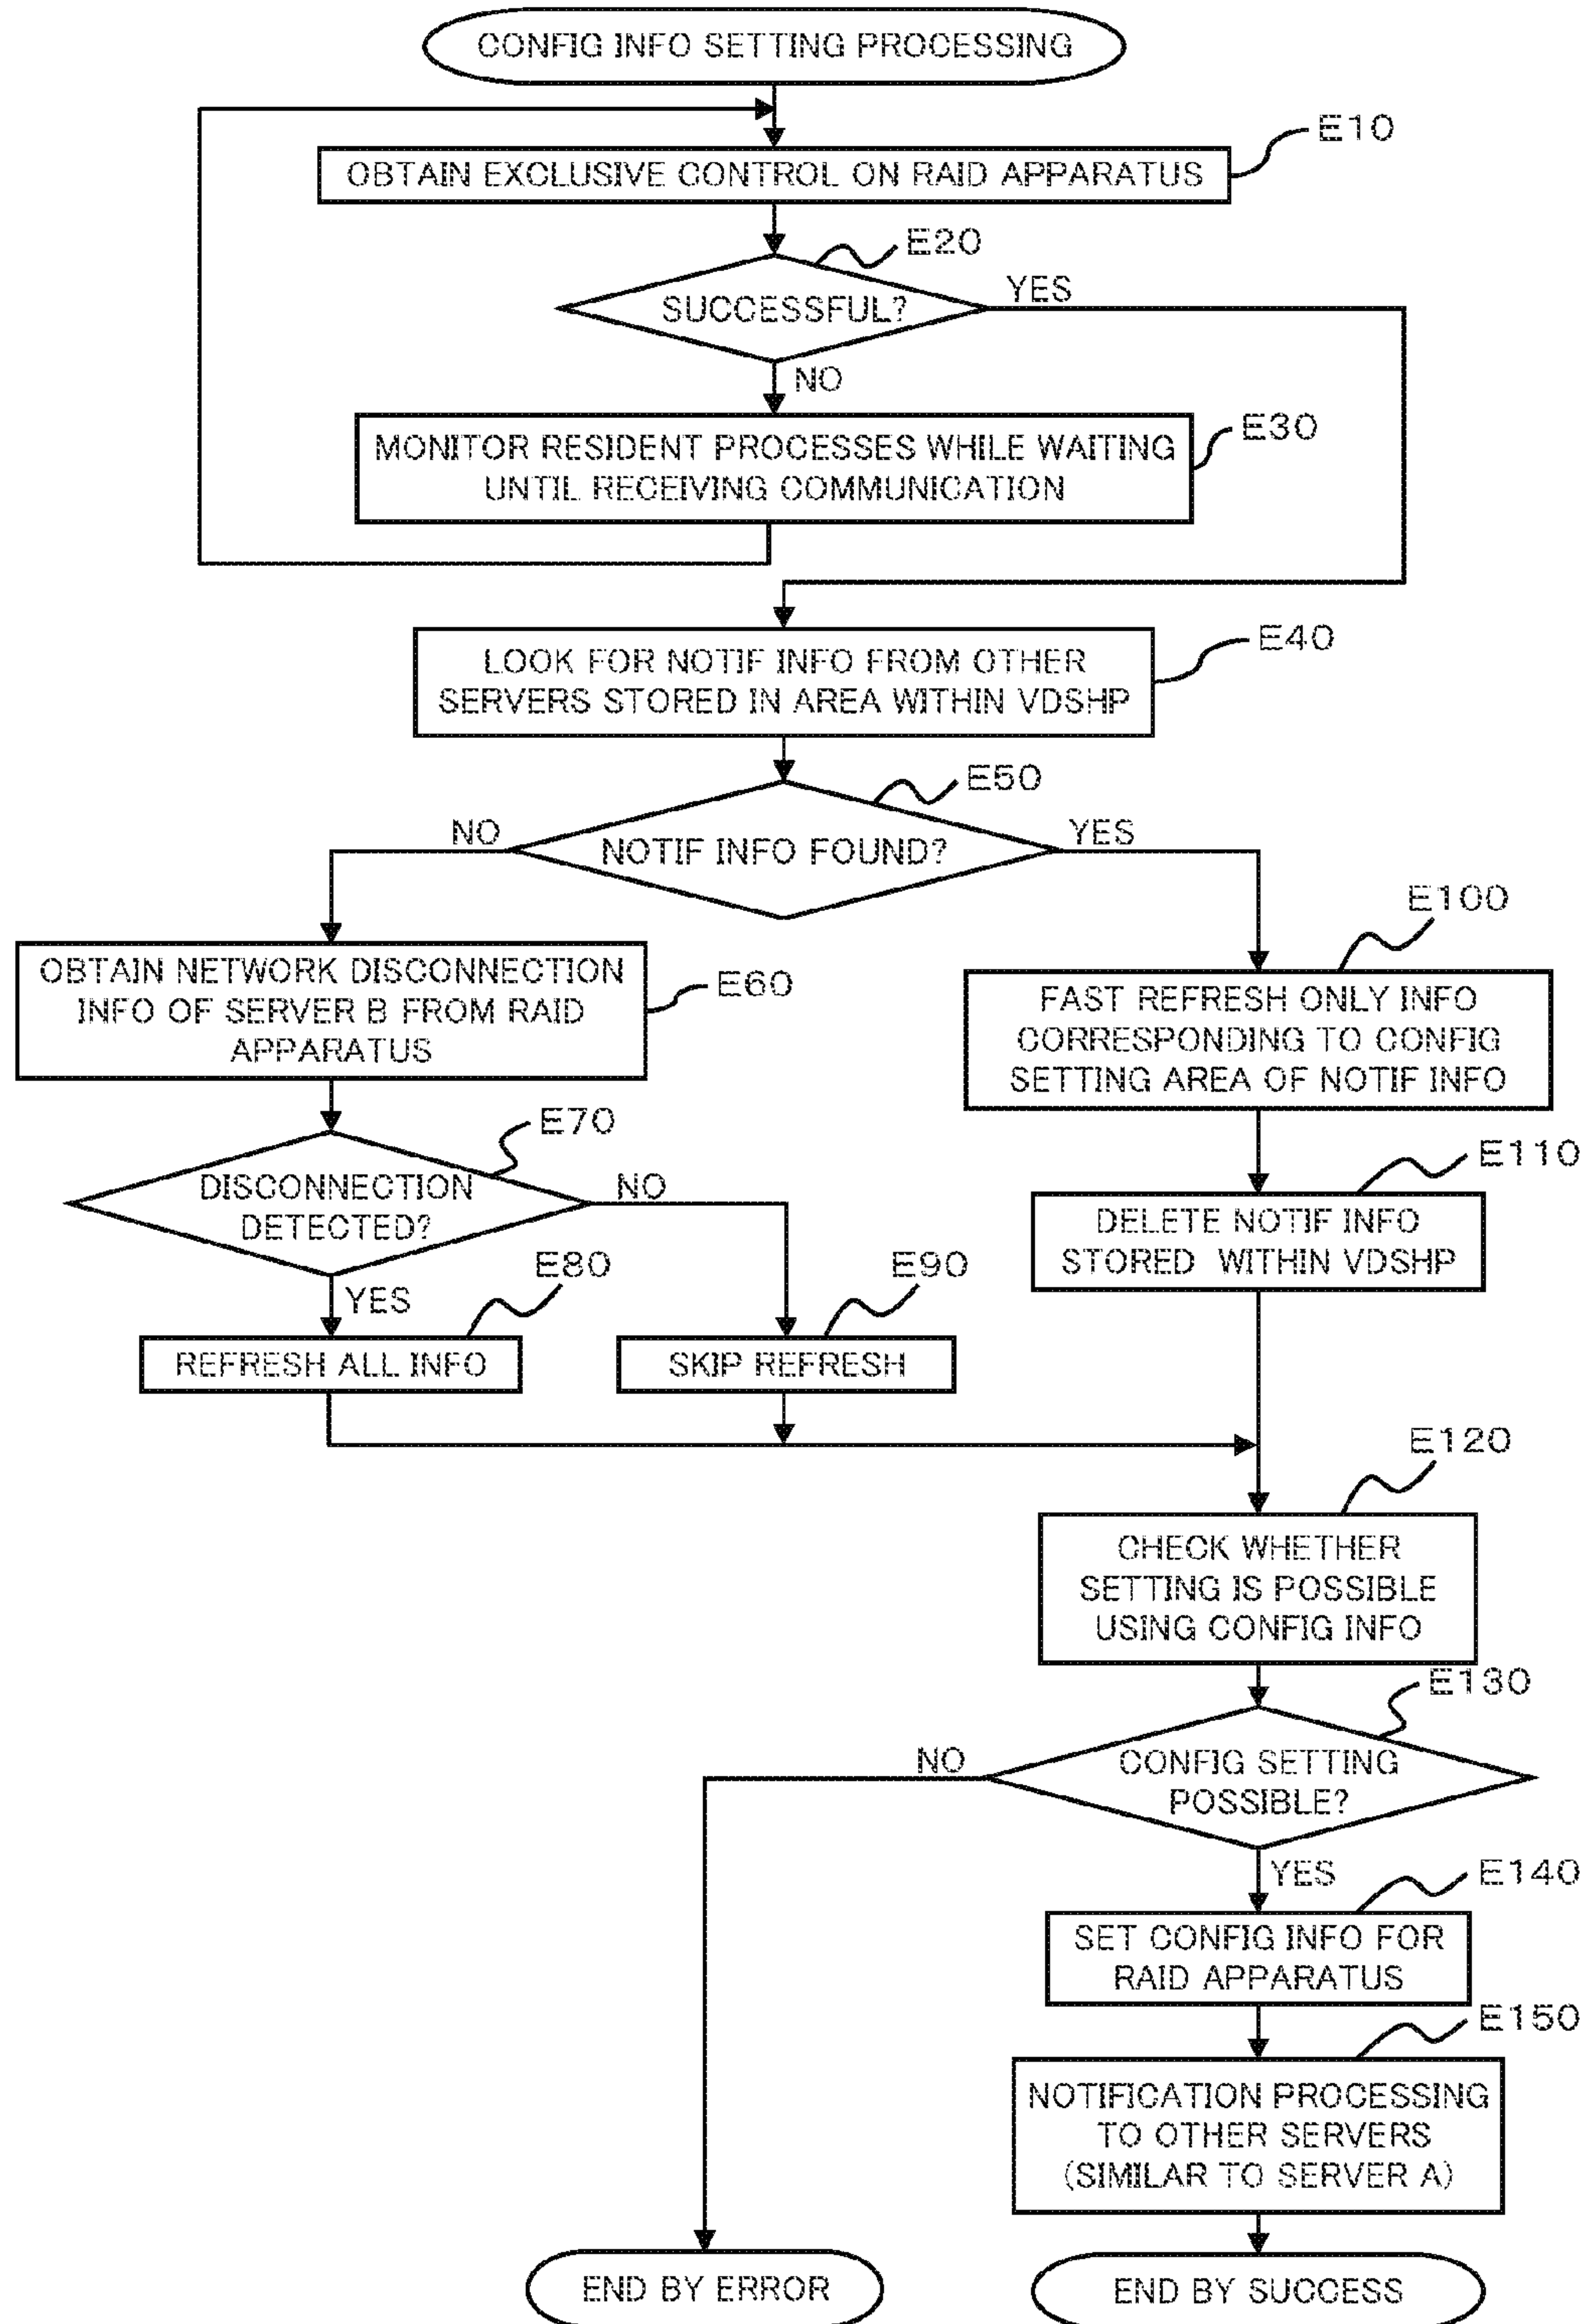 CONFIG INFO SETTING PROCESSING
E10
OBTAIN EXCLUSIVE CONTROL ON RAID APPARATUS
E20
SUCCESSFUL?
YES
NO
E30
MONITOR RESIDENT PROCESSES WHILE WAITING
UNTIL RECEIVING COMMUNICATION
E40
LOOK FOR NOTIF INFO FROM OTHER
SERVERS STORED IN AREA WITHIN VDSHP
E50
NOTIF INFO FOUND?
NO
YES
E60
OBTAIN NETWORK DISCONNECTION
INFO OF SERVER B FROM RAID
APPARATUS
E100
FAST REFRESH ONLY INFO
CORRESPONDING TO CONFIG
SETTING AREA OF NOTIF INFO
E70
DISCONNECTION
DETECTED?
NO
YES
E110
DELETE NOTIF INFO
STORED WITHIN VDSHP
E80
REFRESH ALL INFO
E90
SKIP REFRESH
E120
CHECK WHETHER
SETTING IS POSSIBLE
USING CONFIG INFO
E130
CONFIG SETTING
POSSIBLE?
NO
YES
E140
SET CONFIG INFO FOR
RAID APPARATUS
E150
NOTIFICATION PROCESSING
TO OTHER SERVERS
(SIMILAR TO SERVER A)
END BY ERROR
END BY SUCCESS